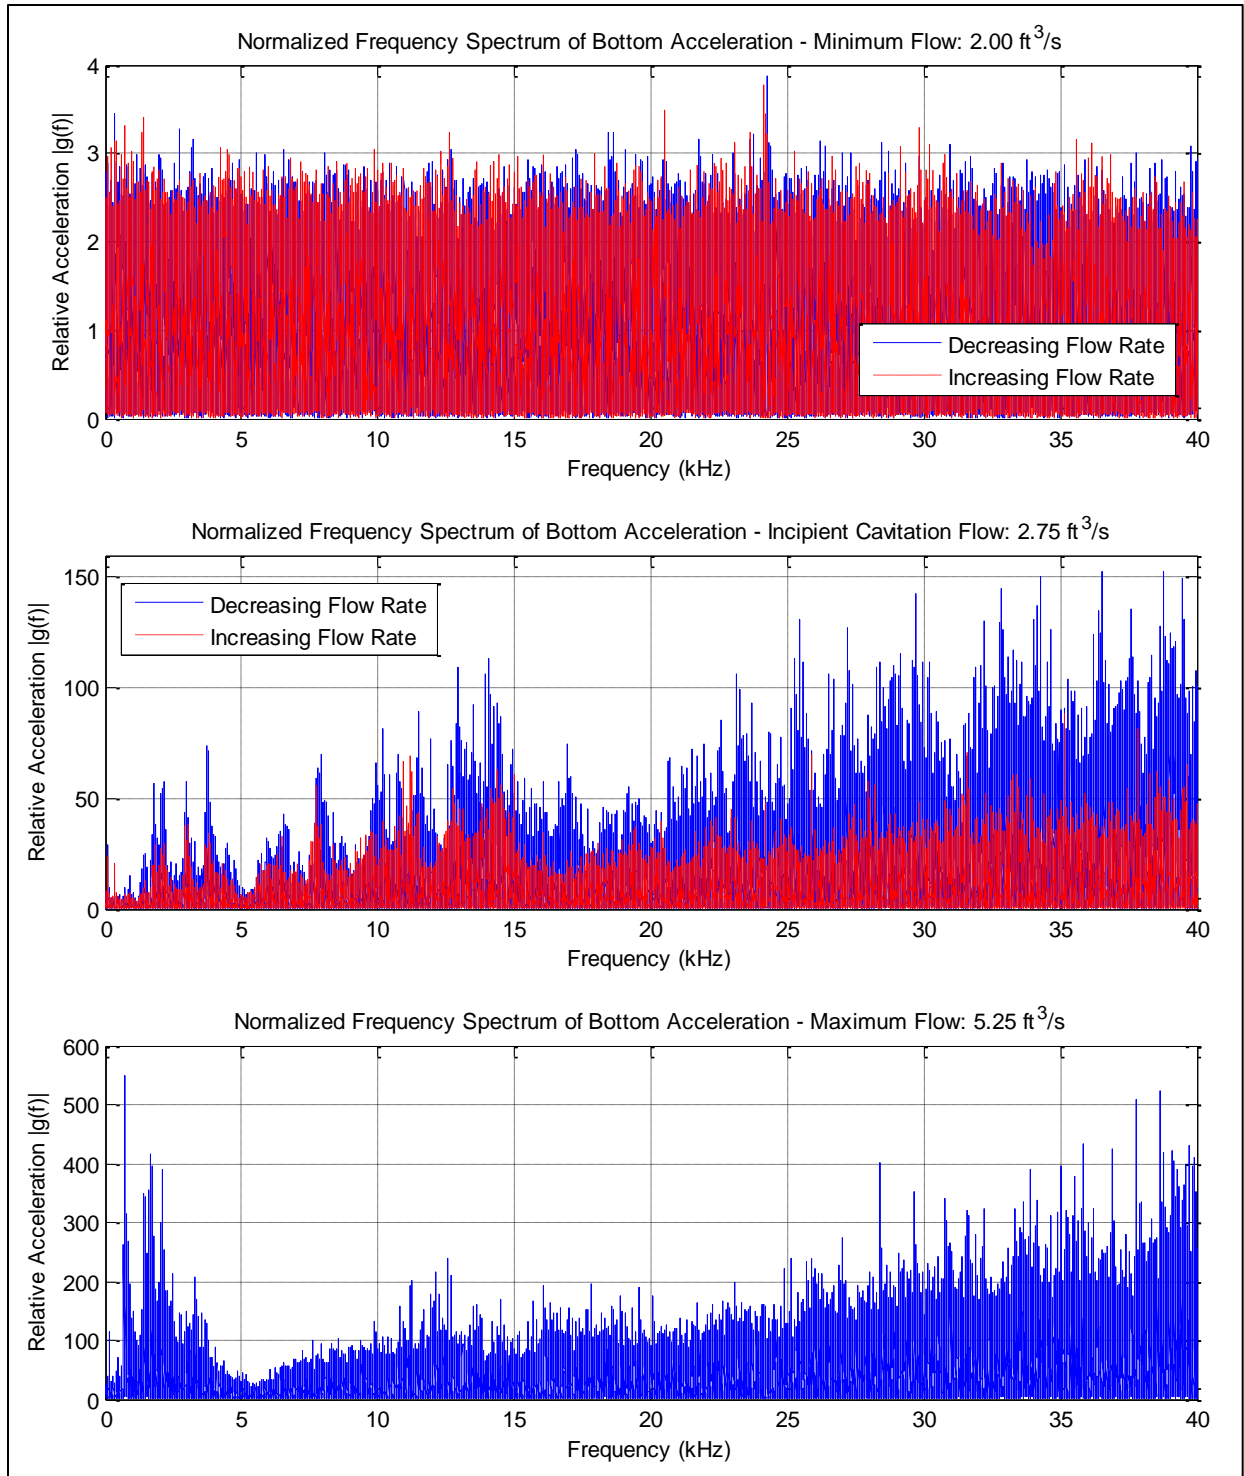 Normalized Frequency Spectrum of Bottom Acceleration - Minimum Flow: 2.00 ft³/s
Relative Acceleration |g(f)|
4
3
2
1
0
Decreasing Flow Rate
Increasing Flow Rate
0 5 10 15 20 25 30 35 40
Frequency (kHz)
Normalized Frequency Spectrum of Bottom Acceleration - Incipient Cavitation Flow: 2.75 ft³/s
Relative Acceleration |g(f)|
150
100
50
0
Decreasing Flow Rate
Increasing Flow Rate
0 5 10 15 20 25 30 35 40
Frequency (kHz)
Normalized Frequency Spectrum of Bottom Acceleration - Maximum Flow: 5.25 ft³/s
Relative Acceleration |g(f)|
600
500
400
300
200
100
0
0 5 10 15 20 25 30 35 40
Frequency (kHz)